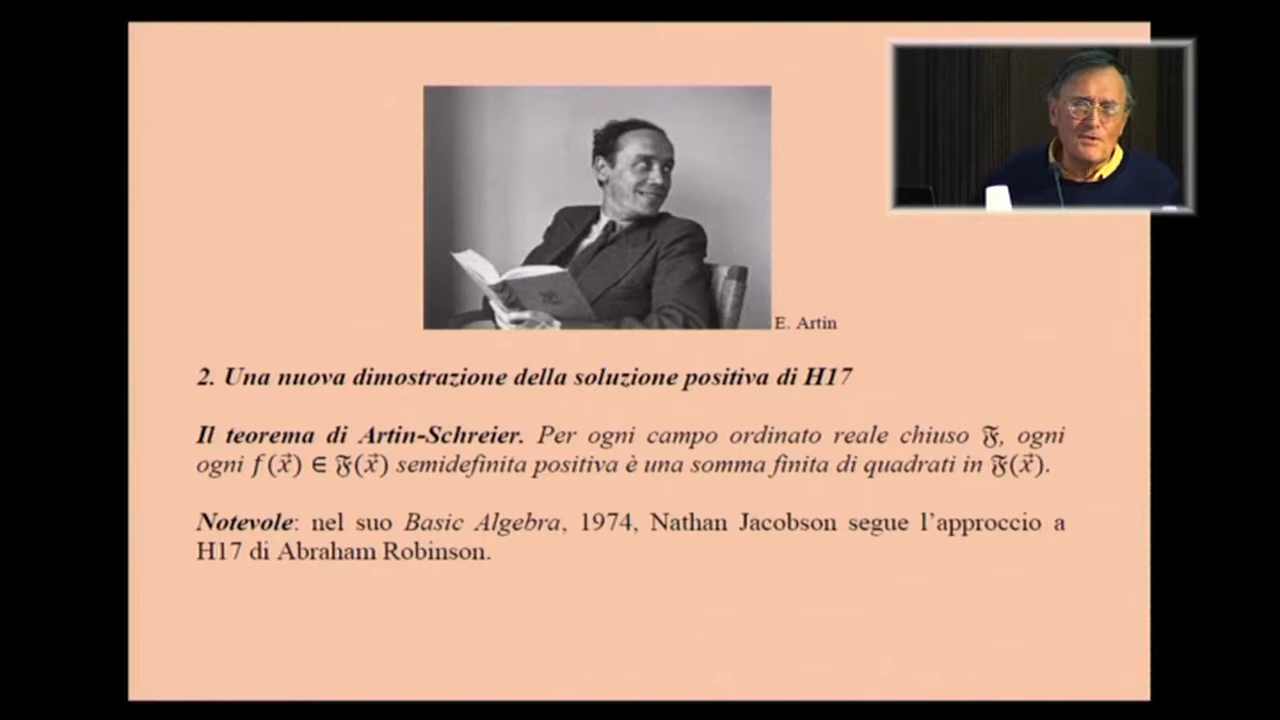 E. Artin
2. Una nuova dimostrazione della soluzione positiva di H17
Il teorema di Artin-Schreier. Per ogni campo ordinato reale chiuso 𝔉, ogni
ogni f(x⃗) ∈ 𝔉(x⃗) semidefinita positiva è una somma finita di quadrati in 𝔉(x⃗).
Notevole: nel suo Basic Algebra, 1974, Nathan Jacobson segue l’approccio a
H17 di Abraham Robinson.